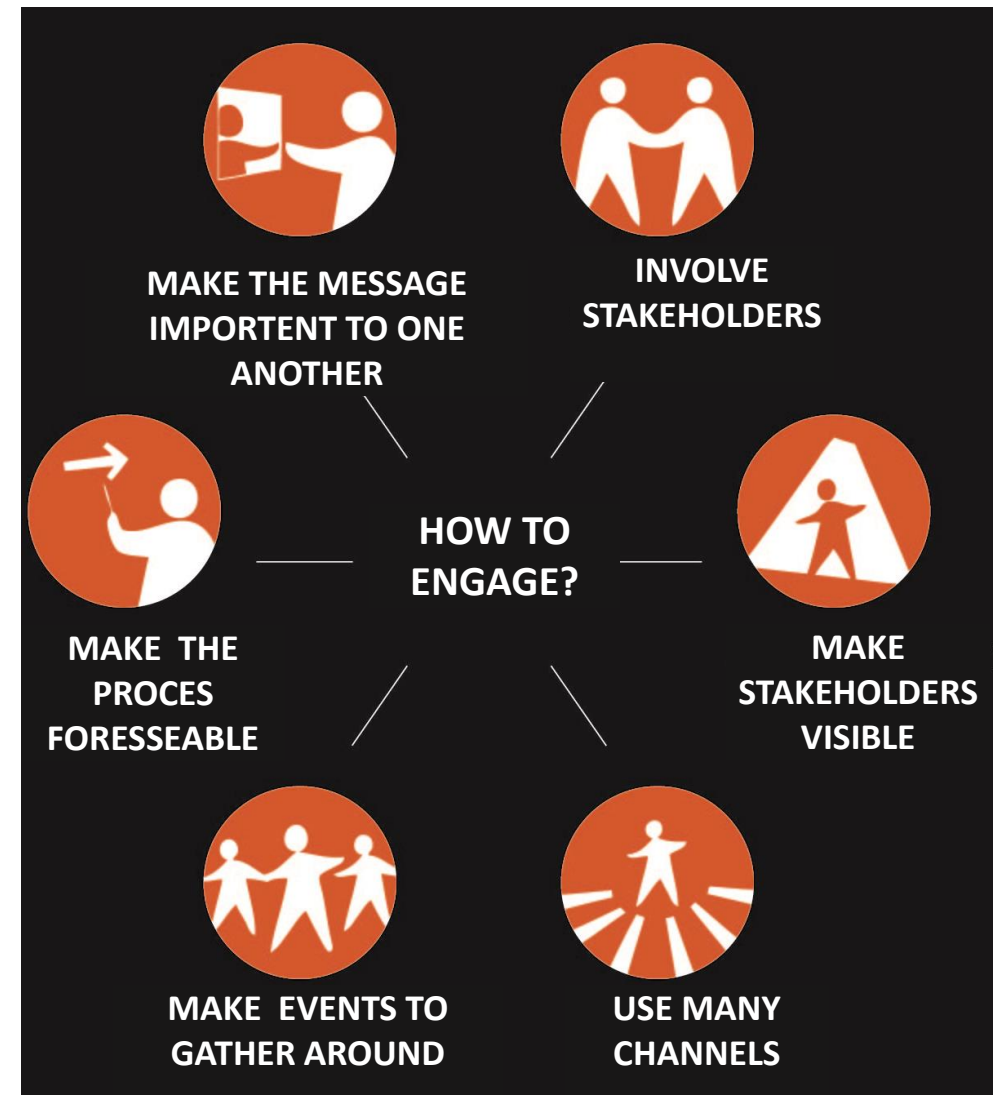 MAKE THE MESSAGE
IMPORTENT TO ONE
ANOTHER
INVOLVE
STAKEHOLDERS
HOW TO
ENGAGE?
MAKE THE
PROCES
FORESSEABLE
MAKE
STAKEHOLDERS
VISIBLE
MAKE EVENTS TO
GATHER AROUND
USE MANY
CHANNELS